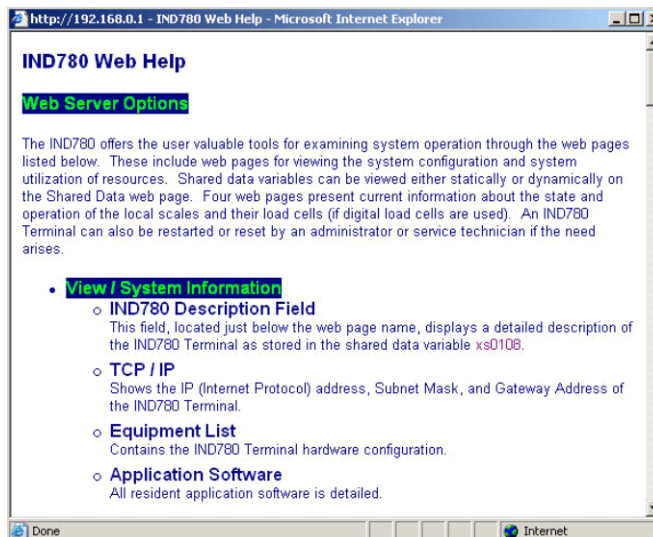 http://192.168.0.1 - IND780 Web Help - Microsoft Internet Explorer
IND780 Web Help
Web Server Options
The IND780 offers the user valuable tools for examining system operation through the web pages
listed below. These include web pages for viewing the system configuration and system
utilization of resources. Shared data variables can be viewed either statically or dynamically on
the Shared Data web page. Four web pages present current information about the state and
operation of the local scales and their load cells (if digital load cells are used). An IND780
Terminal can also be restarted or reset by an administrator or service technician if the need
arises.
• View / System Information
o IND780 Description Field
This field, located just below the web page name, displays a detailed description of
the IND780 Terminal as stored in the shared data variable xs0108.
o TCP / IP
Shows the IP (Internet Protocol) address, Subnet Mask, and Gateway Address of
the IND780 Terminal.
o Equipment List
Contains the IND780 Terminal hardware configuration.
o Application Software
All resident application software is detailed.
Done Internet